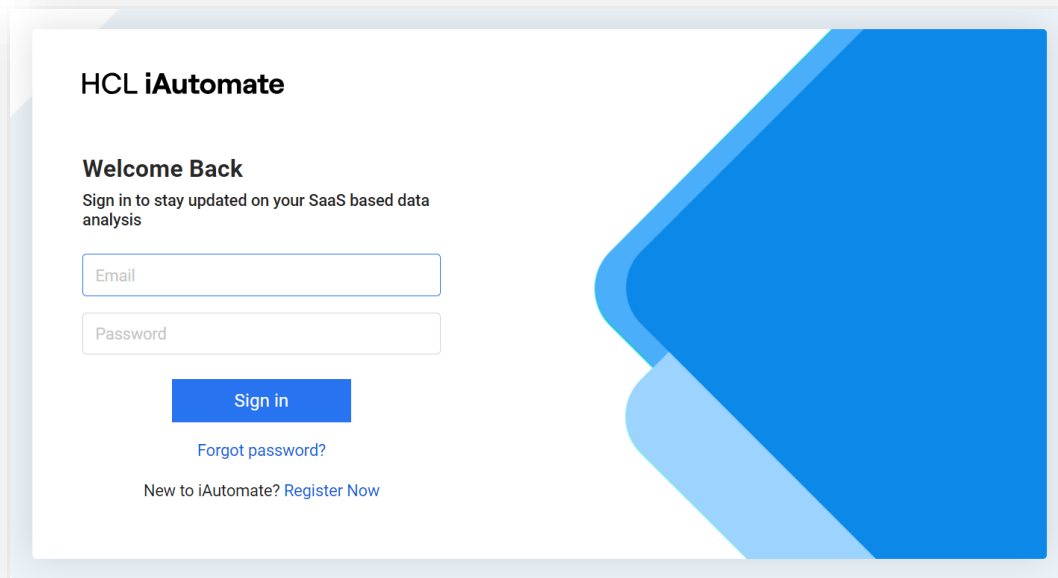 HCL iAutomate
Welcome Back
Sign in to stay updated on your SaaS based data
analysis
Email
Password
Sign in
Forgot password?
New to iAutomate? Register Now